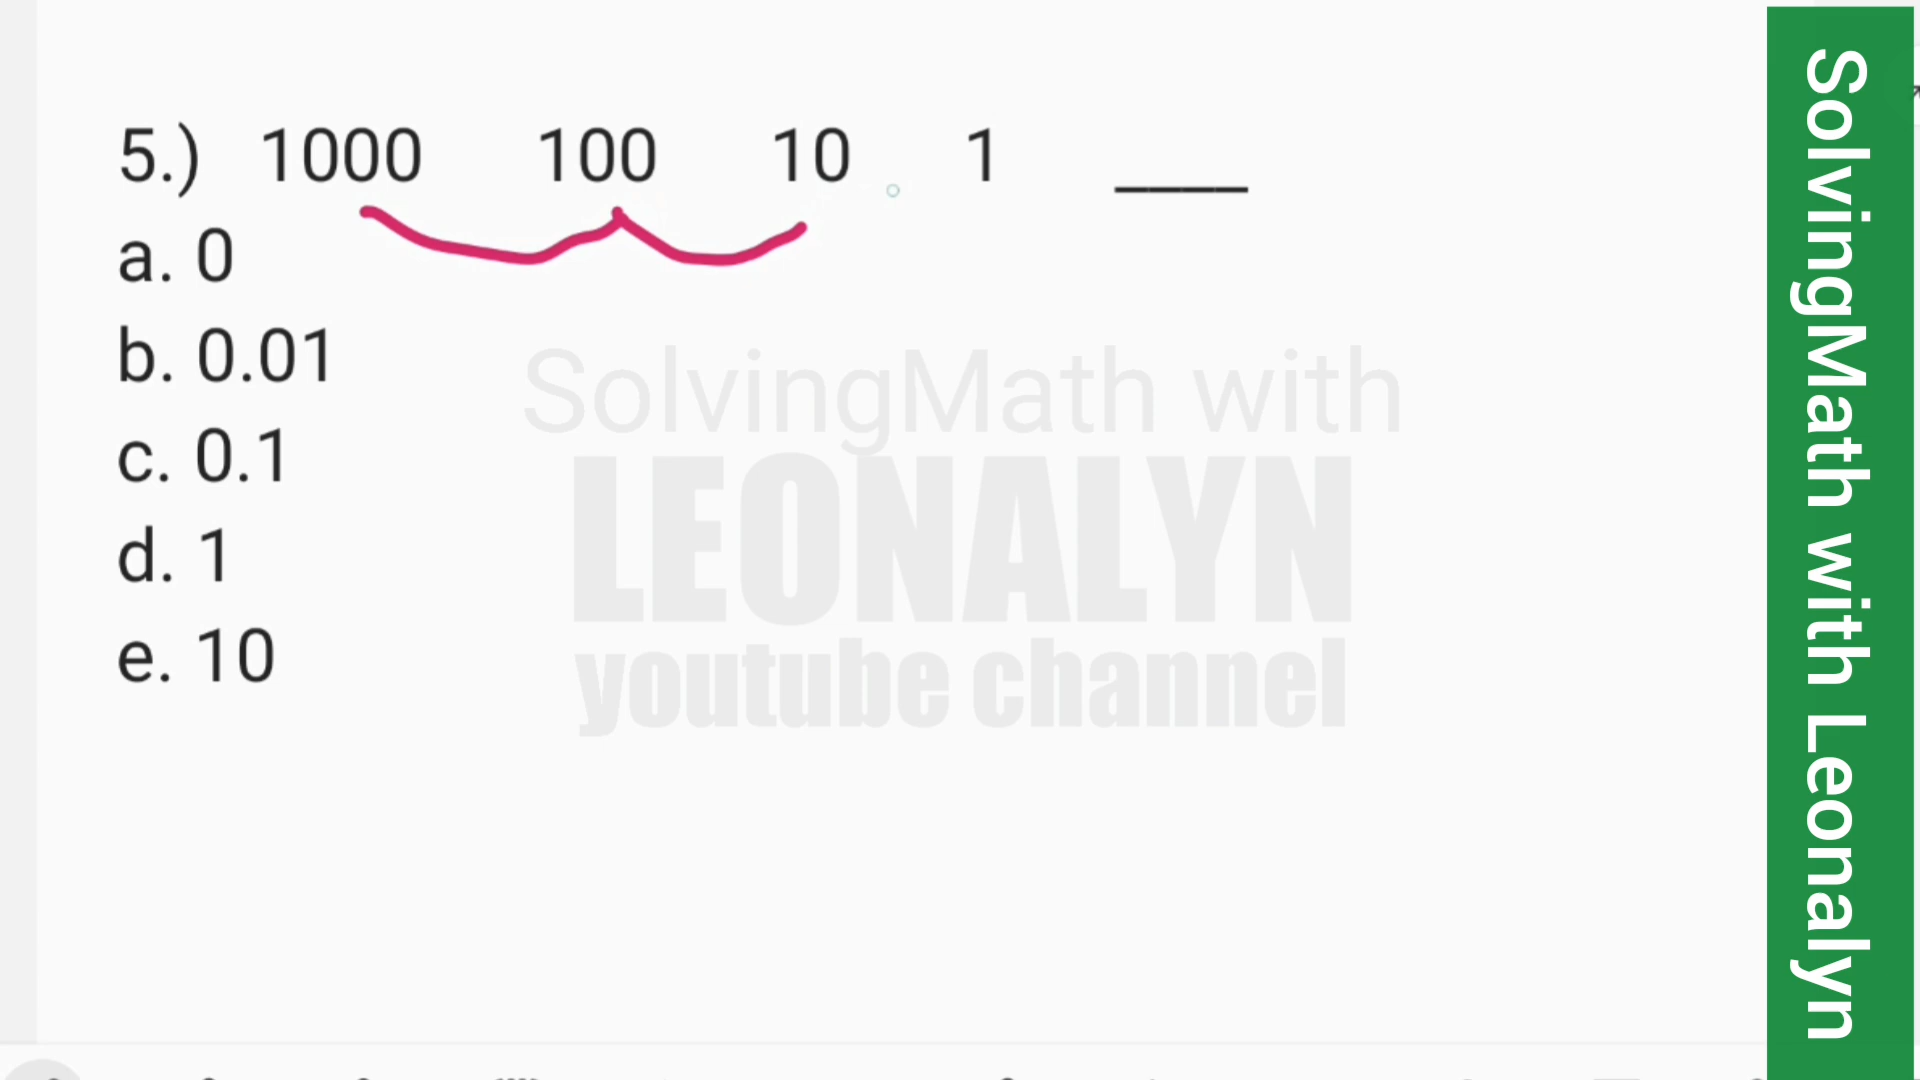 5.) 1000 100 10 1 ____
a. 0
b. 0.01
c. 0.1
d. 1
e. 10
SolvingMath with
LEONALYN
youtube channel
SolvingMath with Leonalyn